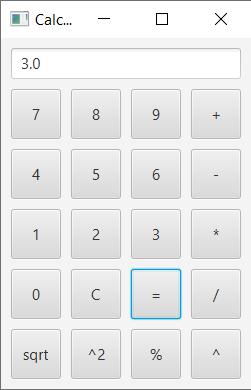 Calc...
3.0
7 8 9 +
4 5 6 -
1 2 3 *
0 C = /
sqrt ^2 % ^